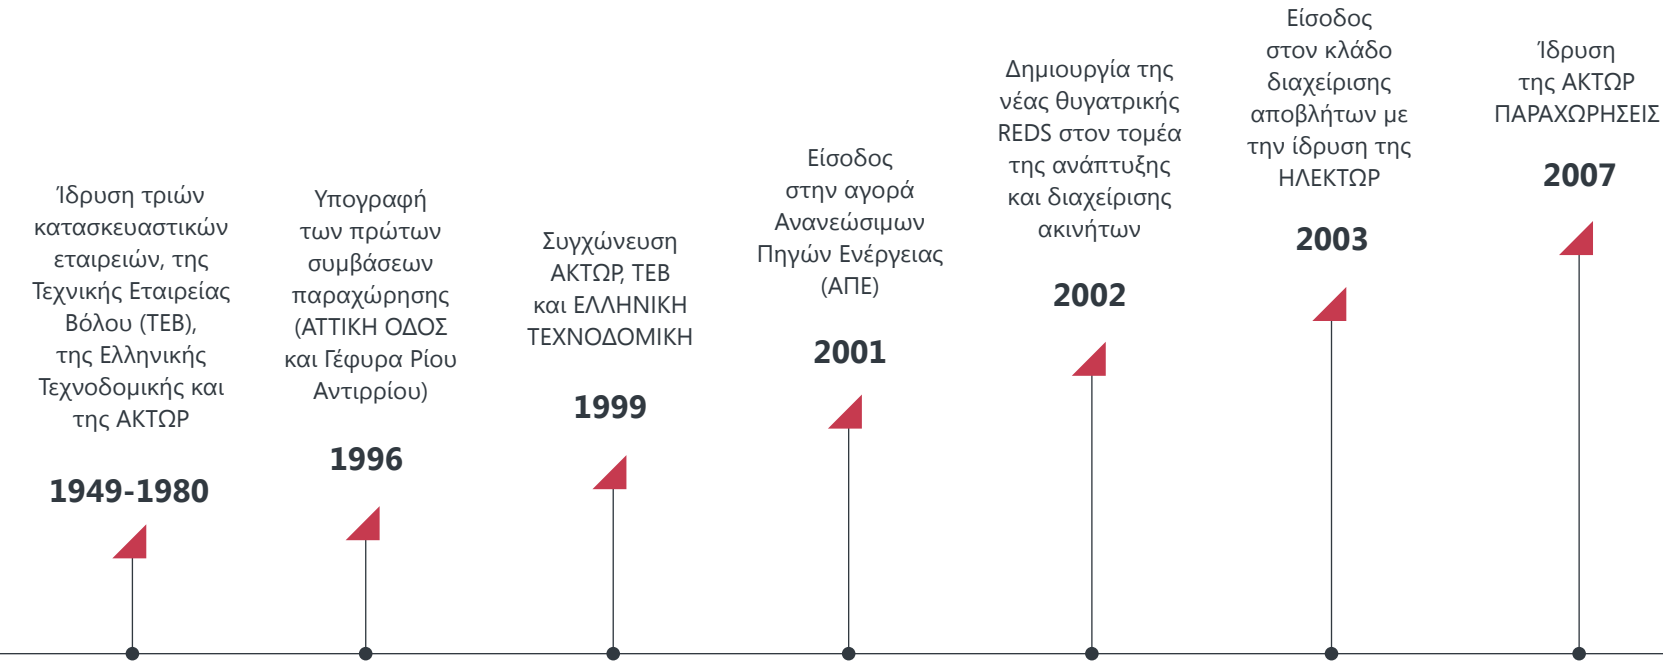 Ίδρυση τριών
κατασκευαστικών
εταιρειών, της
Τεχνικής Εταιρείας
Βόλου (ΤΕΒ),
της Ελληνικής
Τεχνοδομικής και
της ΑΚΤΩΡ
1949-1980
Υπογραφή
των πρώτων
συμβάσεων
παραχώρησης
(ΑΤΤΙΚΗ ΟΔΟΣ
και Γέφυρα Ρίου
Αντιρρίου)
1996
Συγχώνευση
ΑΚΤΩΡ, ΤΕΒ
και ΕΛΛΗΝΙΚΗ
ΤΕΧΝΟΔΟΜΙΚΗ
1999
Είσοδος
στην αγορά
Ανανεώσιμων
Πηγών Ενέργειας
(ΑΠΕ)
2001
Δημιουργία της
νέας θυγατρικής
REDS στον τομέα
της ανάπτυξης
και διαχείρισης
ακινήτων
2002
Είσοδος
στον κλάδο
διαχείρισης
αποβλήτων με
την ίδρυση της
ΗΛΕΚΤΩΡ
2003
Ίδρυση
της ΑΚΤΩΡ
ΠΑΡΑΧΩΡΗΣΕΙΣ
2007